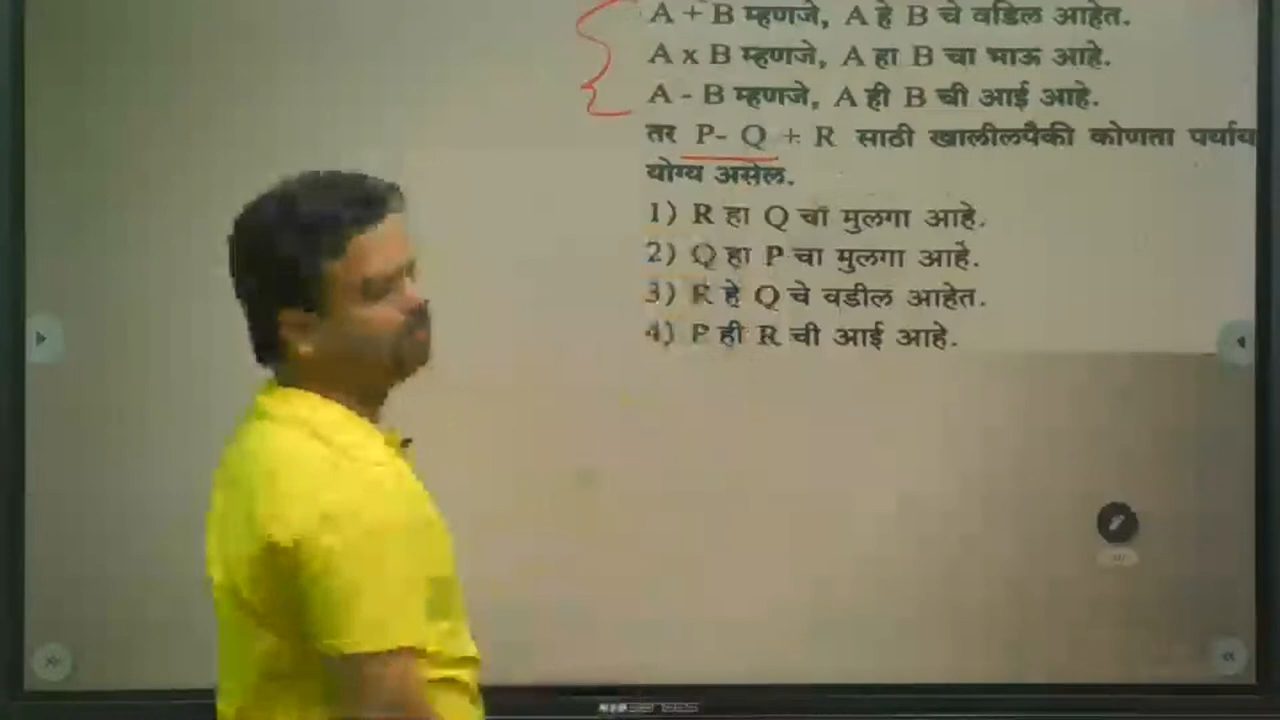 A + B म्हणजे, A हे B चे वडिल आहेत.
A x B म्हणजे, A हा B चा भाऊ आहे.
A - B म्हणजे, A ही B ची आई आहे.
तर P- Q + R साठी खालीलपैकी कोणता पर्याय
योग्य असेल.
1) R हा Q चा मुलगा आहे.
2) Q हा P चा मुलगा आहे.
3) R हे Q चे वडील आहेत.
4) P ही R ची आई आहे.